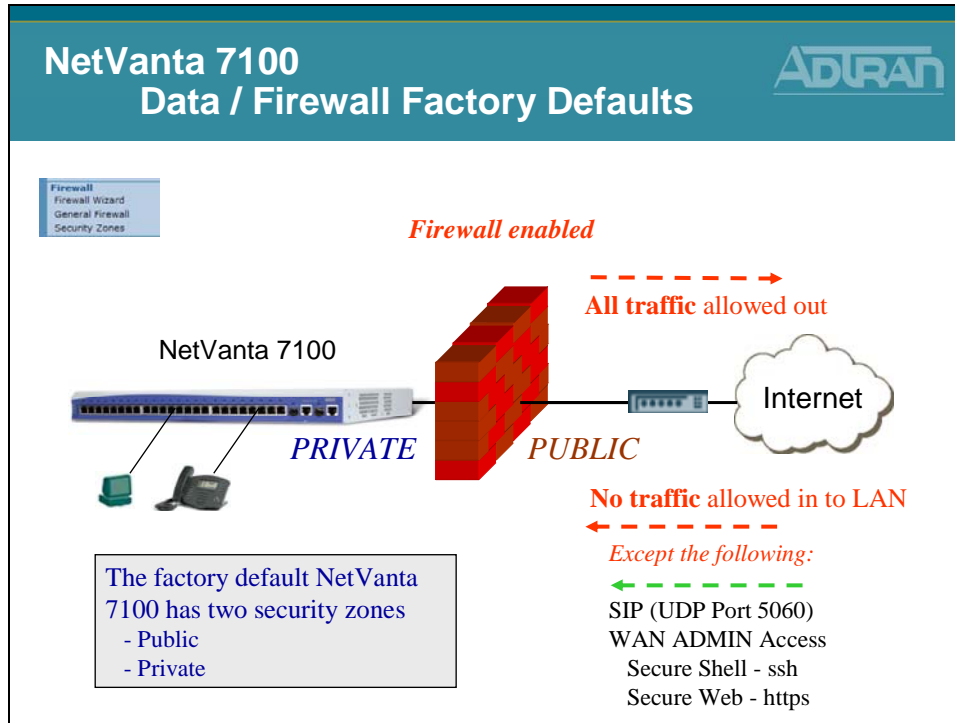 NetVanta 7100
Data / Firewall Factory Defaults
ADTRAN
Firewall
Firewall Wizard
General Firewall
Security Zones
Firewall enabled
All traffic allowed out
NetVanta 7100
Internet
PRIVATE
PUBLIC
No traffic allowed in to LAN
Except the following:
The factory default NetVanta
7100 has two security zones
- Public
- Private
SIP (UDP Port 5060)
WAN ADMIN Access
Secure Shell - ssh
Secure Web - https